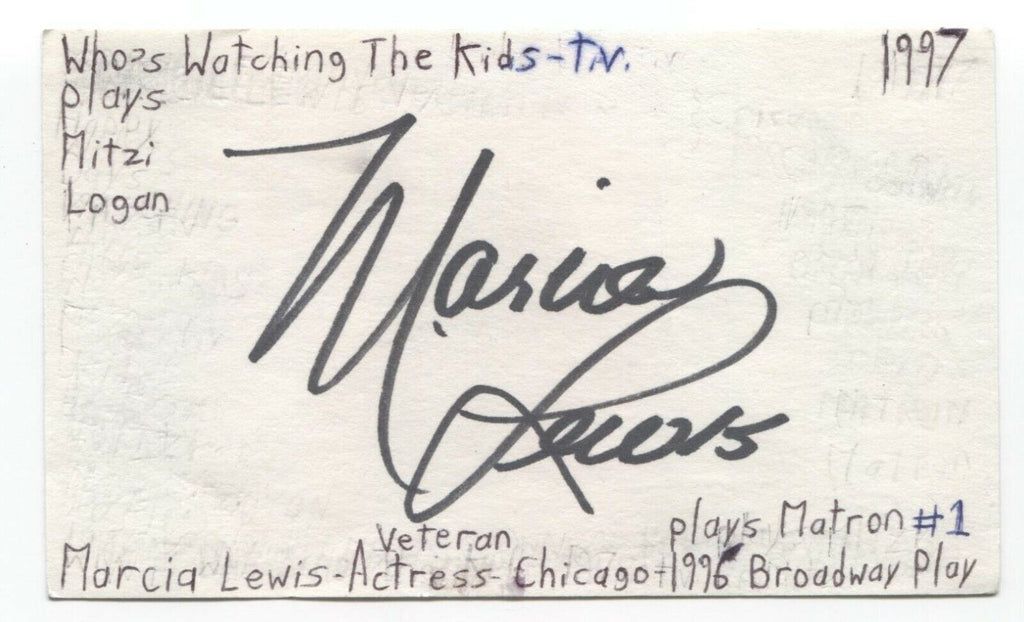 Who's Watching The Kids-T.V.
1997
plays
Mitzi
Logan
Marcia
Lewis
Veteran
plays Matron #1
Marcia Lewis-Actress-Chicago-1996 Broadway Play